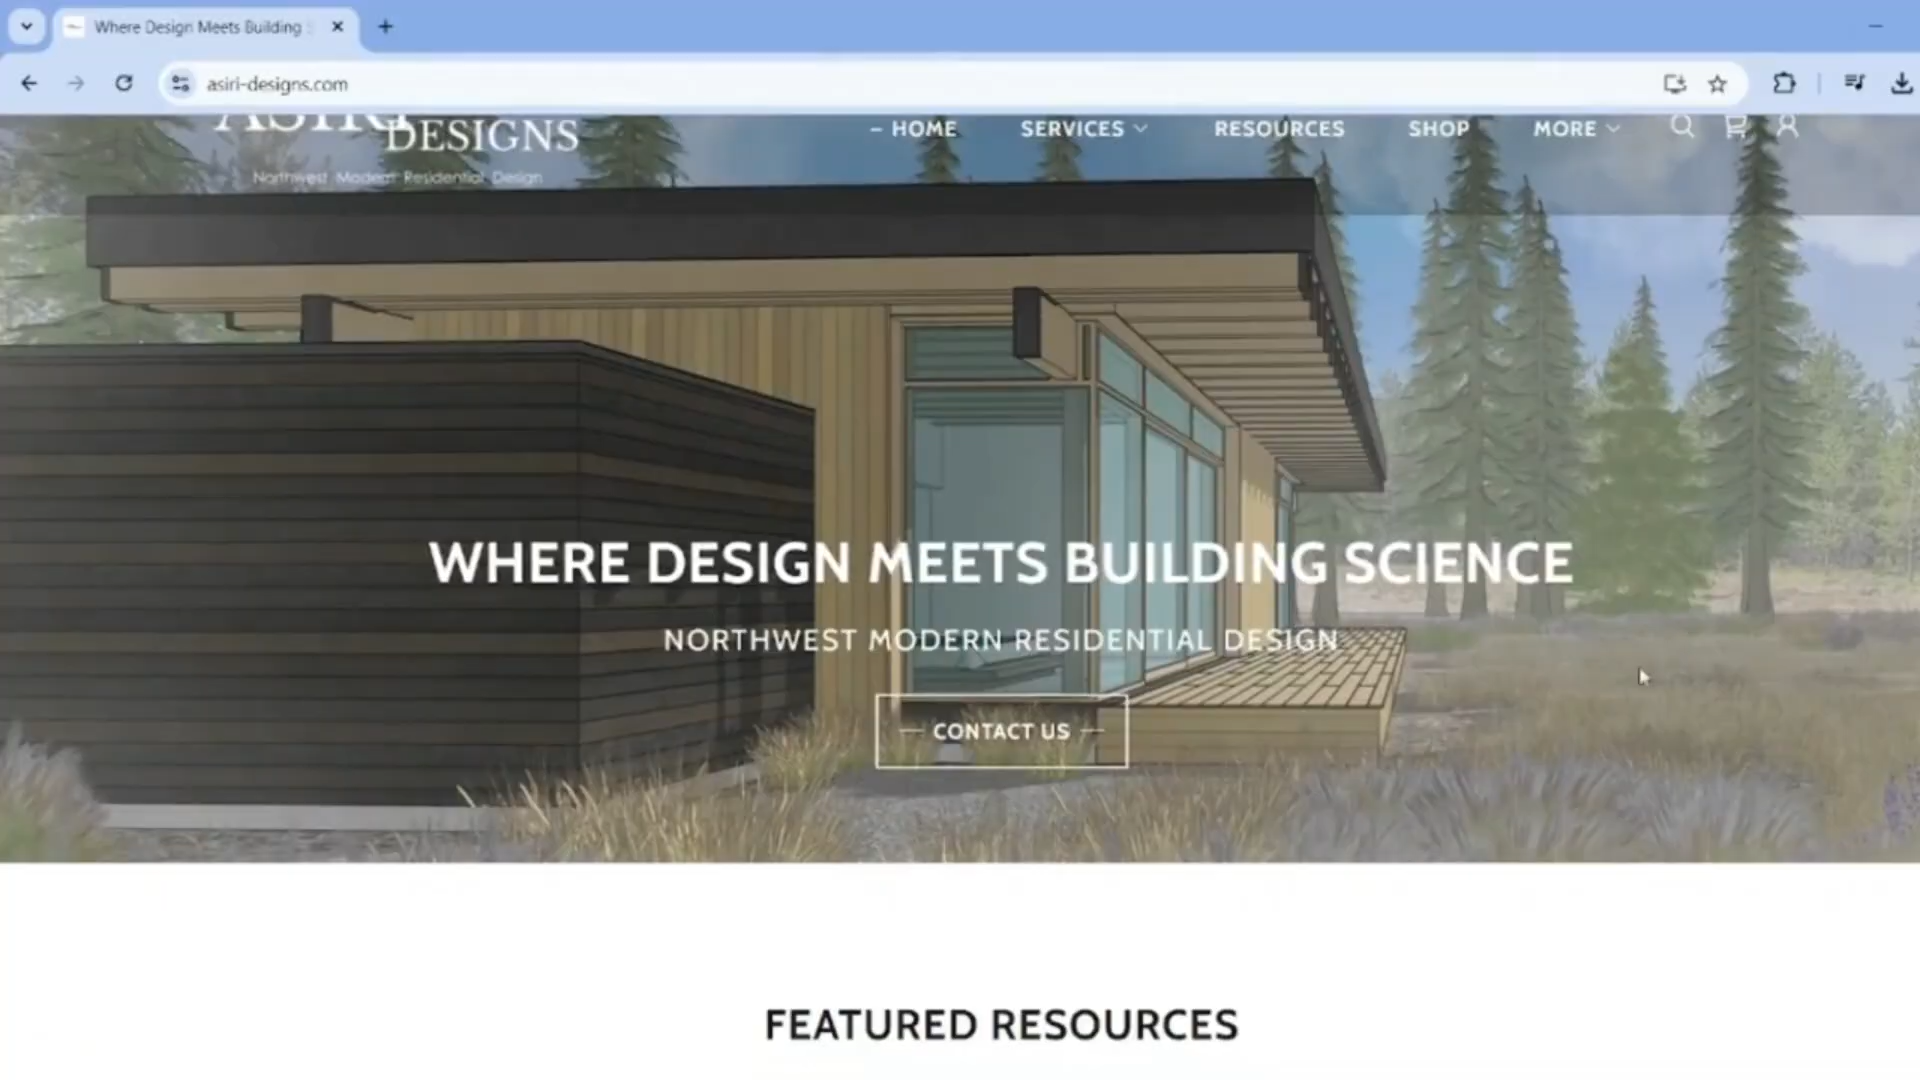 Where Design Meets Building
asiri-designs.com
ASIRI
DESIGNS
Northwest Modern Residential Design
– HOME
SERVICES
RESOURCES
SHOP
MORE
WHERE DESIGN MEETS BUILDING SCIENCE
NORTHWEST MODERN RESIDENTIAL DESIGN
CONTACT US
FEATURED RESOURCES